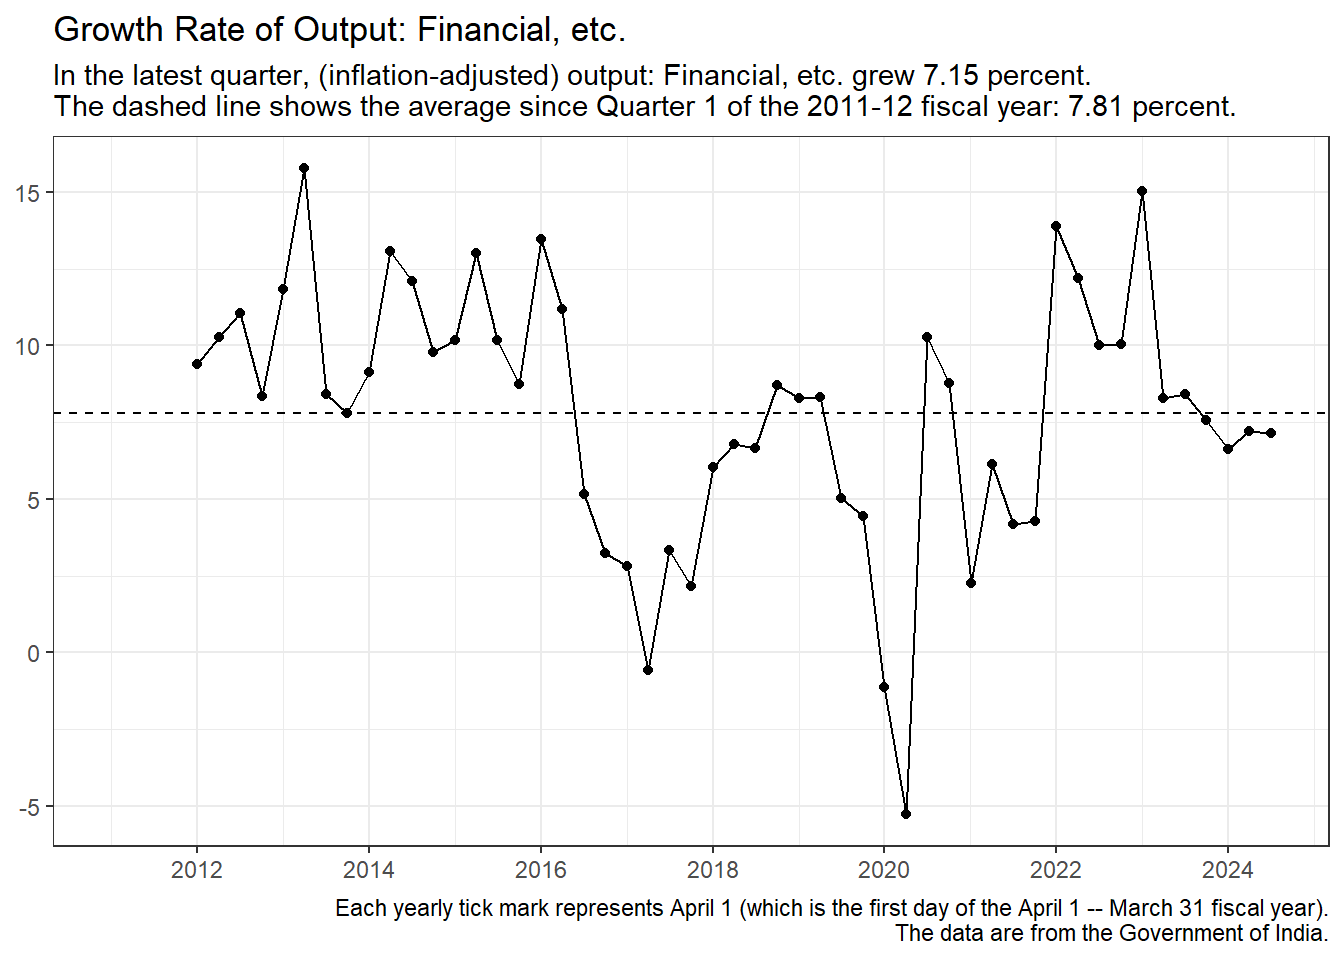 Growth Rate of Output: Financial, etc.
In the latest quarter, (inflation-adjusted) output: Financial, etc. grew 7.15 percent.
The dashed line shows the average since Quarter 1 of the 2011-12 fiscal year: 7.81 percent.
15
10
5
0
-5
2012 2014 2016 2018 2020 2022 2024
Each yearly tick mark represents April 1 (which is the first day of the April 1 -- March 31 fiscal year).
The data are from the Government of India.